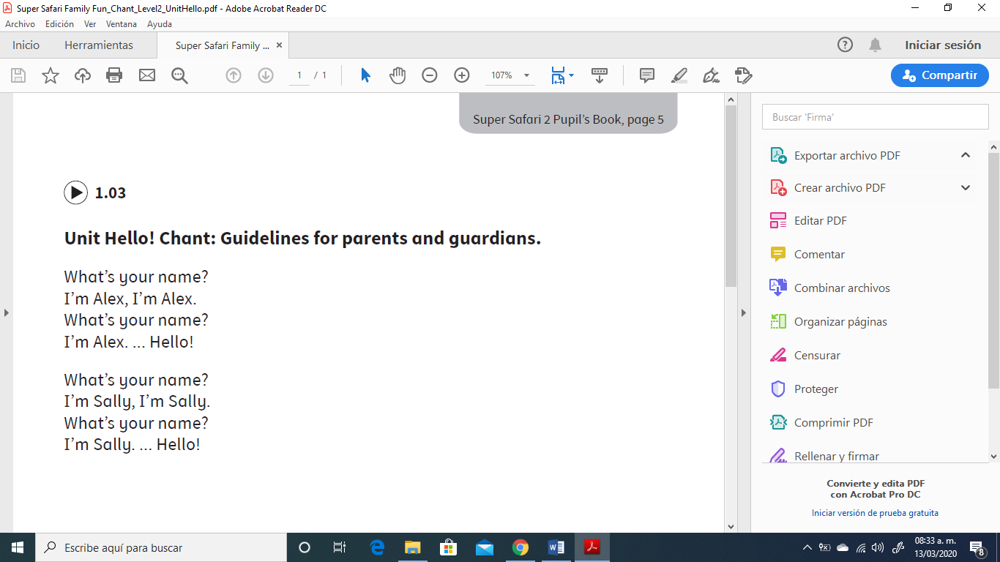 Super Safari Family Fun_Chant_Level2_UnitHello.pdf - Adobe Acrobat Reader DC
Archivo Edición Ver Ventana Ayuda
Inicio Herramientas Super Safari Family ... × Iniciar sesión
1 / 1 107% Compartir
Super Safari 2 Pupil's Book, page 5
1.03
Unit Hello! Chant: Guidelines for parents and guardians.
What's your name?
I'm Alex, I'm Alex.
What's your name?
I'm Alex. ... Hello!
What's your name?
I'm Sally, I'm Sally.
What's your name?
I'm Sally. ... Hello!
Buscar 'Firma'
Exportar archivo PDF
Crear archivo PDF
Editar PDF
Comentar
Combinar archivos
Organizar páginas
Censurar
Proteger
Comprimir PDF
Rellenar y firmar
Convierte y edita PDF
con Acrobat Pro DC
Iniciar versión de prueba gratuita
Escribe aquí para buscar
08:33 a. m.
13/03/2020
8